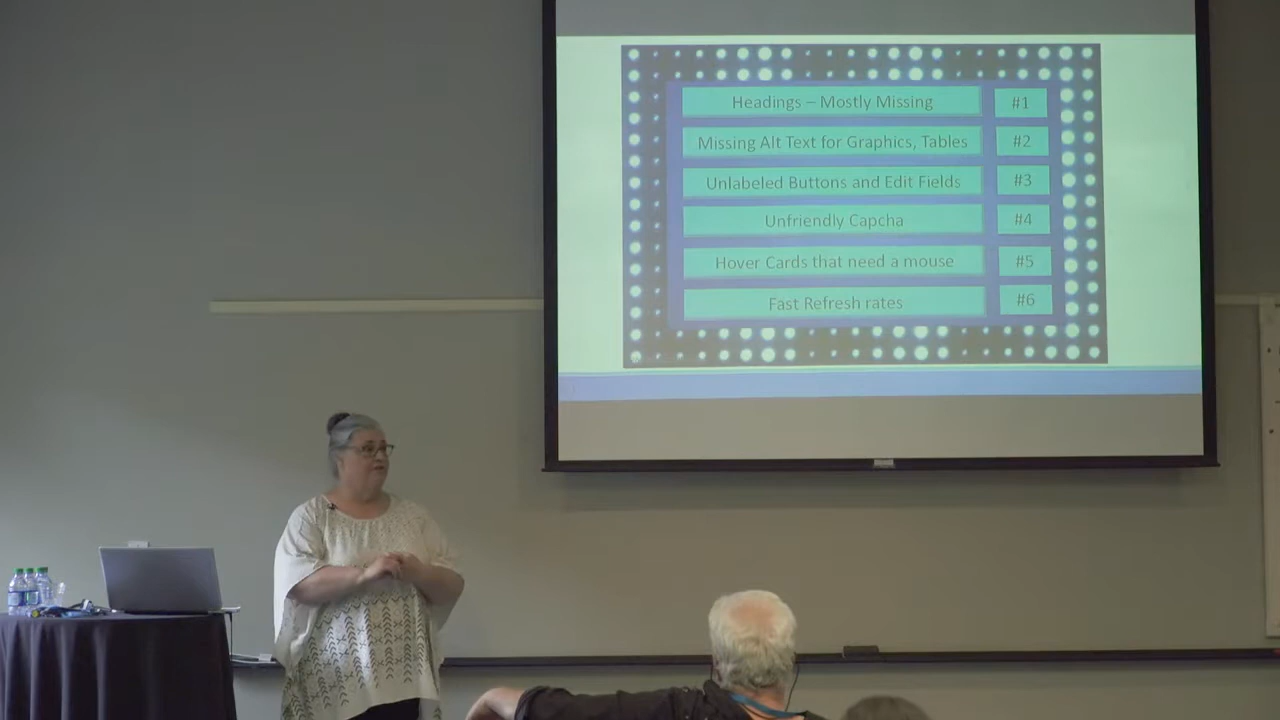 Headings – Mostly Missing #1
Missing Alt Text for Graphics, Tables #2
Unlabeled Buttons and Edit Fields #3
Unfriendly Capcha #4
Hover Cards that need a mouse #5
Fast Refresh rates #6